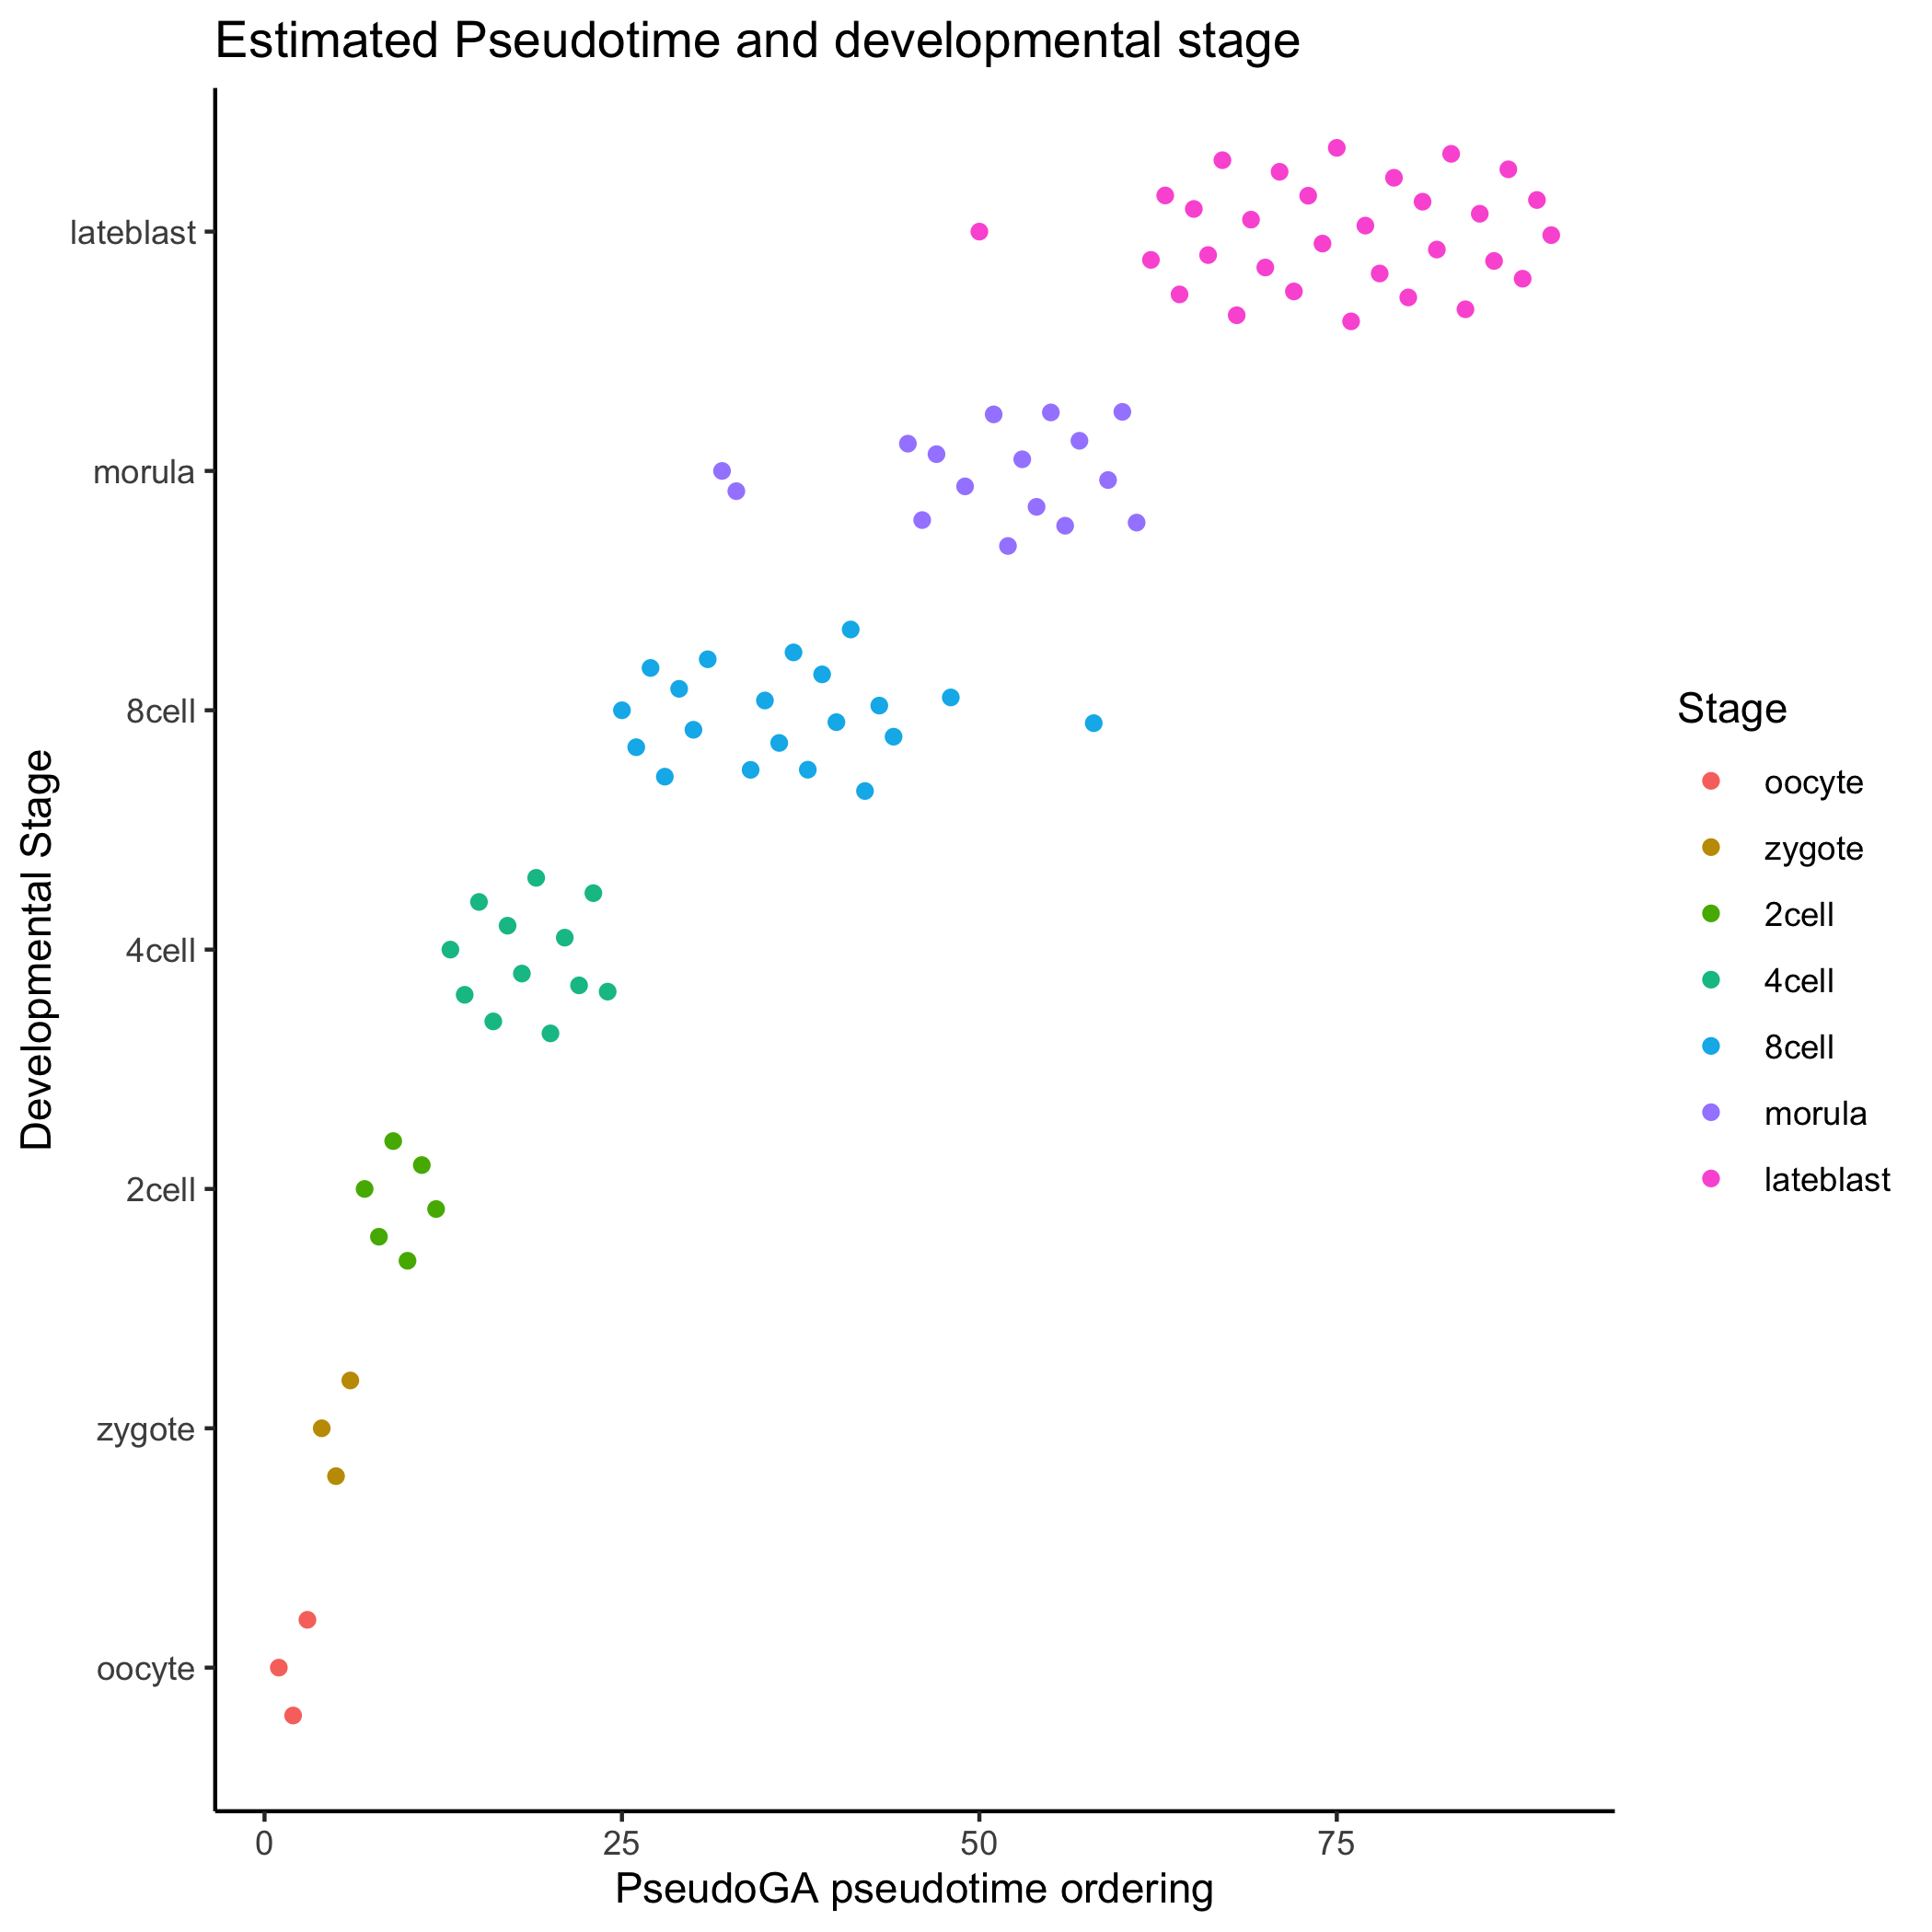 Estimated Pseudotime and developmental stage
Developmental Stage
lateblast
morula
8cell
4cell
2cell
zygote
oocyte
0 25 50 75
PseudoGA pseudotime ordering
Stage
oocyte
zygote
2cell
4cell
8cell
morula
lateblast